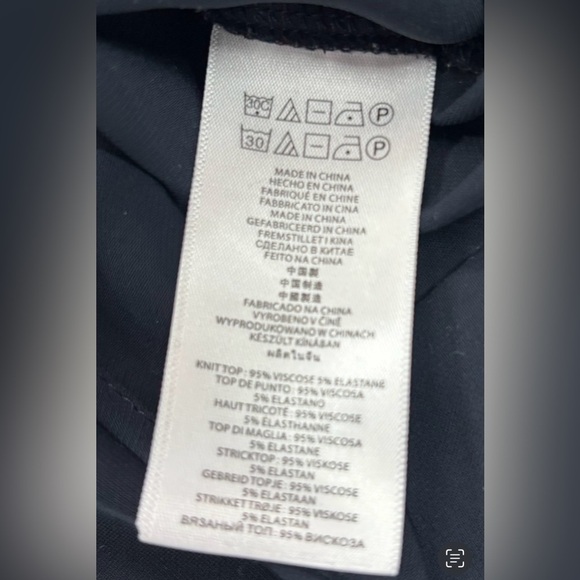 30C P
30 P
MADE IN CHINA
HECHO EN CHINA
FABRIQUÉ EN CHINE
FABBRICATO IN CINA
MADE IN CHINA
GEFABRICEERD IN CHINA
FREMSTILLET I KINA
СДЕЛАНО В КИТАЕ
FEITO NA CHINA
中国製
中国制造
中國製造
FABRICADO NA CHINA
VYROBENO V ČÍNĚ
WYPRODUKOWANO W CHINACH
KÉSZÜLT KÍNÁBAN
ผลิตในจีน
KNIT TOP : 95% VISCOSE 5% ELASTANE
TOP DE PUNTO : 95% VISCOSA
5% ELASTANO
HAUT TRICOTÉ : 95% VISCOSE
5% ELASTHANNE
TOP DI MAGLIA : 95% VISCOSA
5% ELASTANE
STRICKTOP : 95% VISKOSE
5% ELASTAN
GEBREID TOPJE : 95% VISCOSE
5% ELASTAAN
STRIKKET TRØJE : 95% VISKOSE
5% ELASTAN
ВЯЗАНЫЙ ТОП : 95% ВИСКОЗА